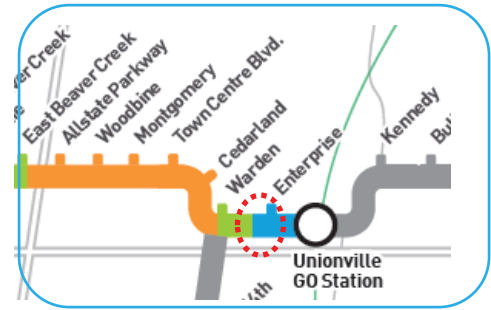 East Beaver Creek
Allstate Parkway
Woodbine
Montgomery
Town Centre Blvd.
Cedarland
Warden
Enterprise
Kennedy
Unionville
GO Station